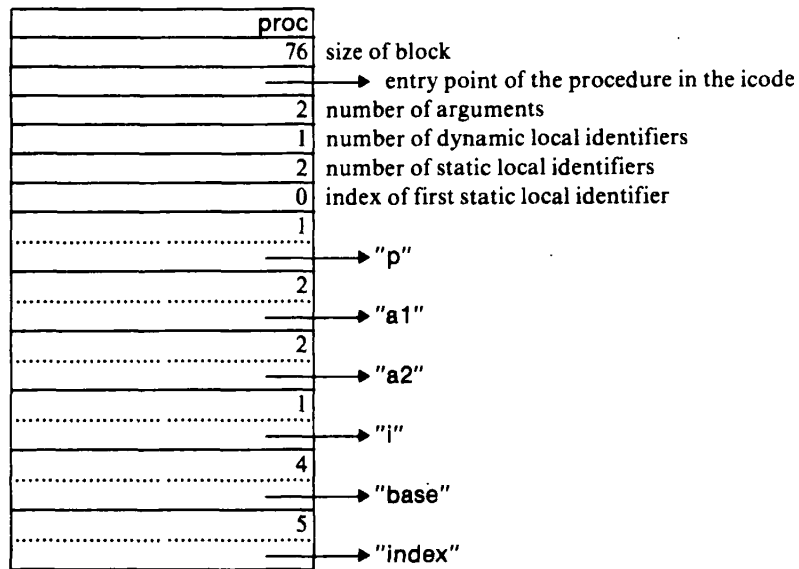 proc
76 size of block
entry point of the procedure in the icode
2 number of arguments
1 number of dynamic local identifiers
2 number of static local identifiers
0 index of first static local identifier
1
"p"
2
"a1"
2
"a2"
1
"i"
4
"base"
5
"index"